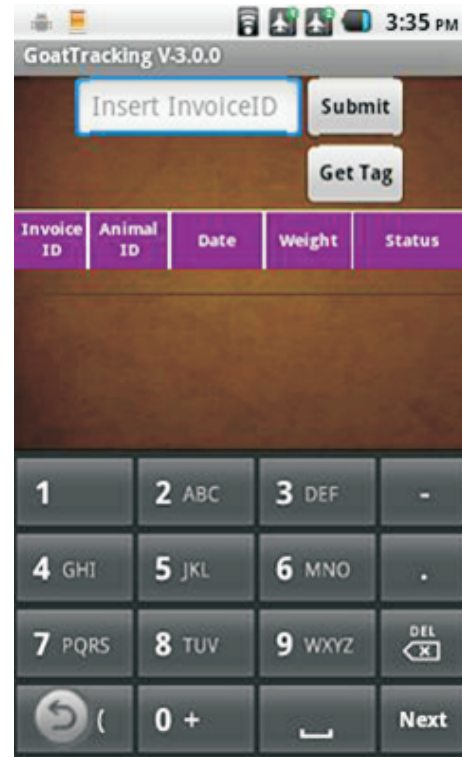 3:35 PM
GoatTracking V-3.0.0
Insert InvoiceID
Submit
Get Tag
Invoice ID
Animal ID
Date
Weight
Status
1
2 ABC
3 DEF
-
4 GHI
5 JKL
6 MNO
.
7 PQRS
8 TUV
9 WXYZ
DEL
(
0 +
Next